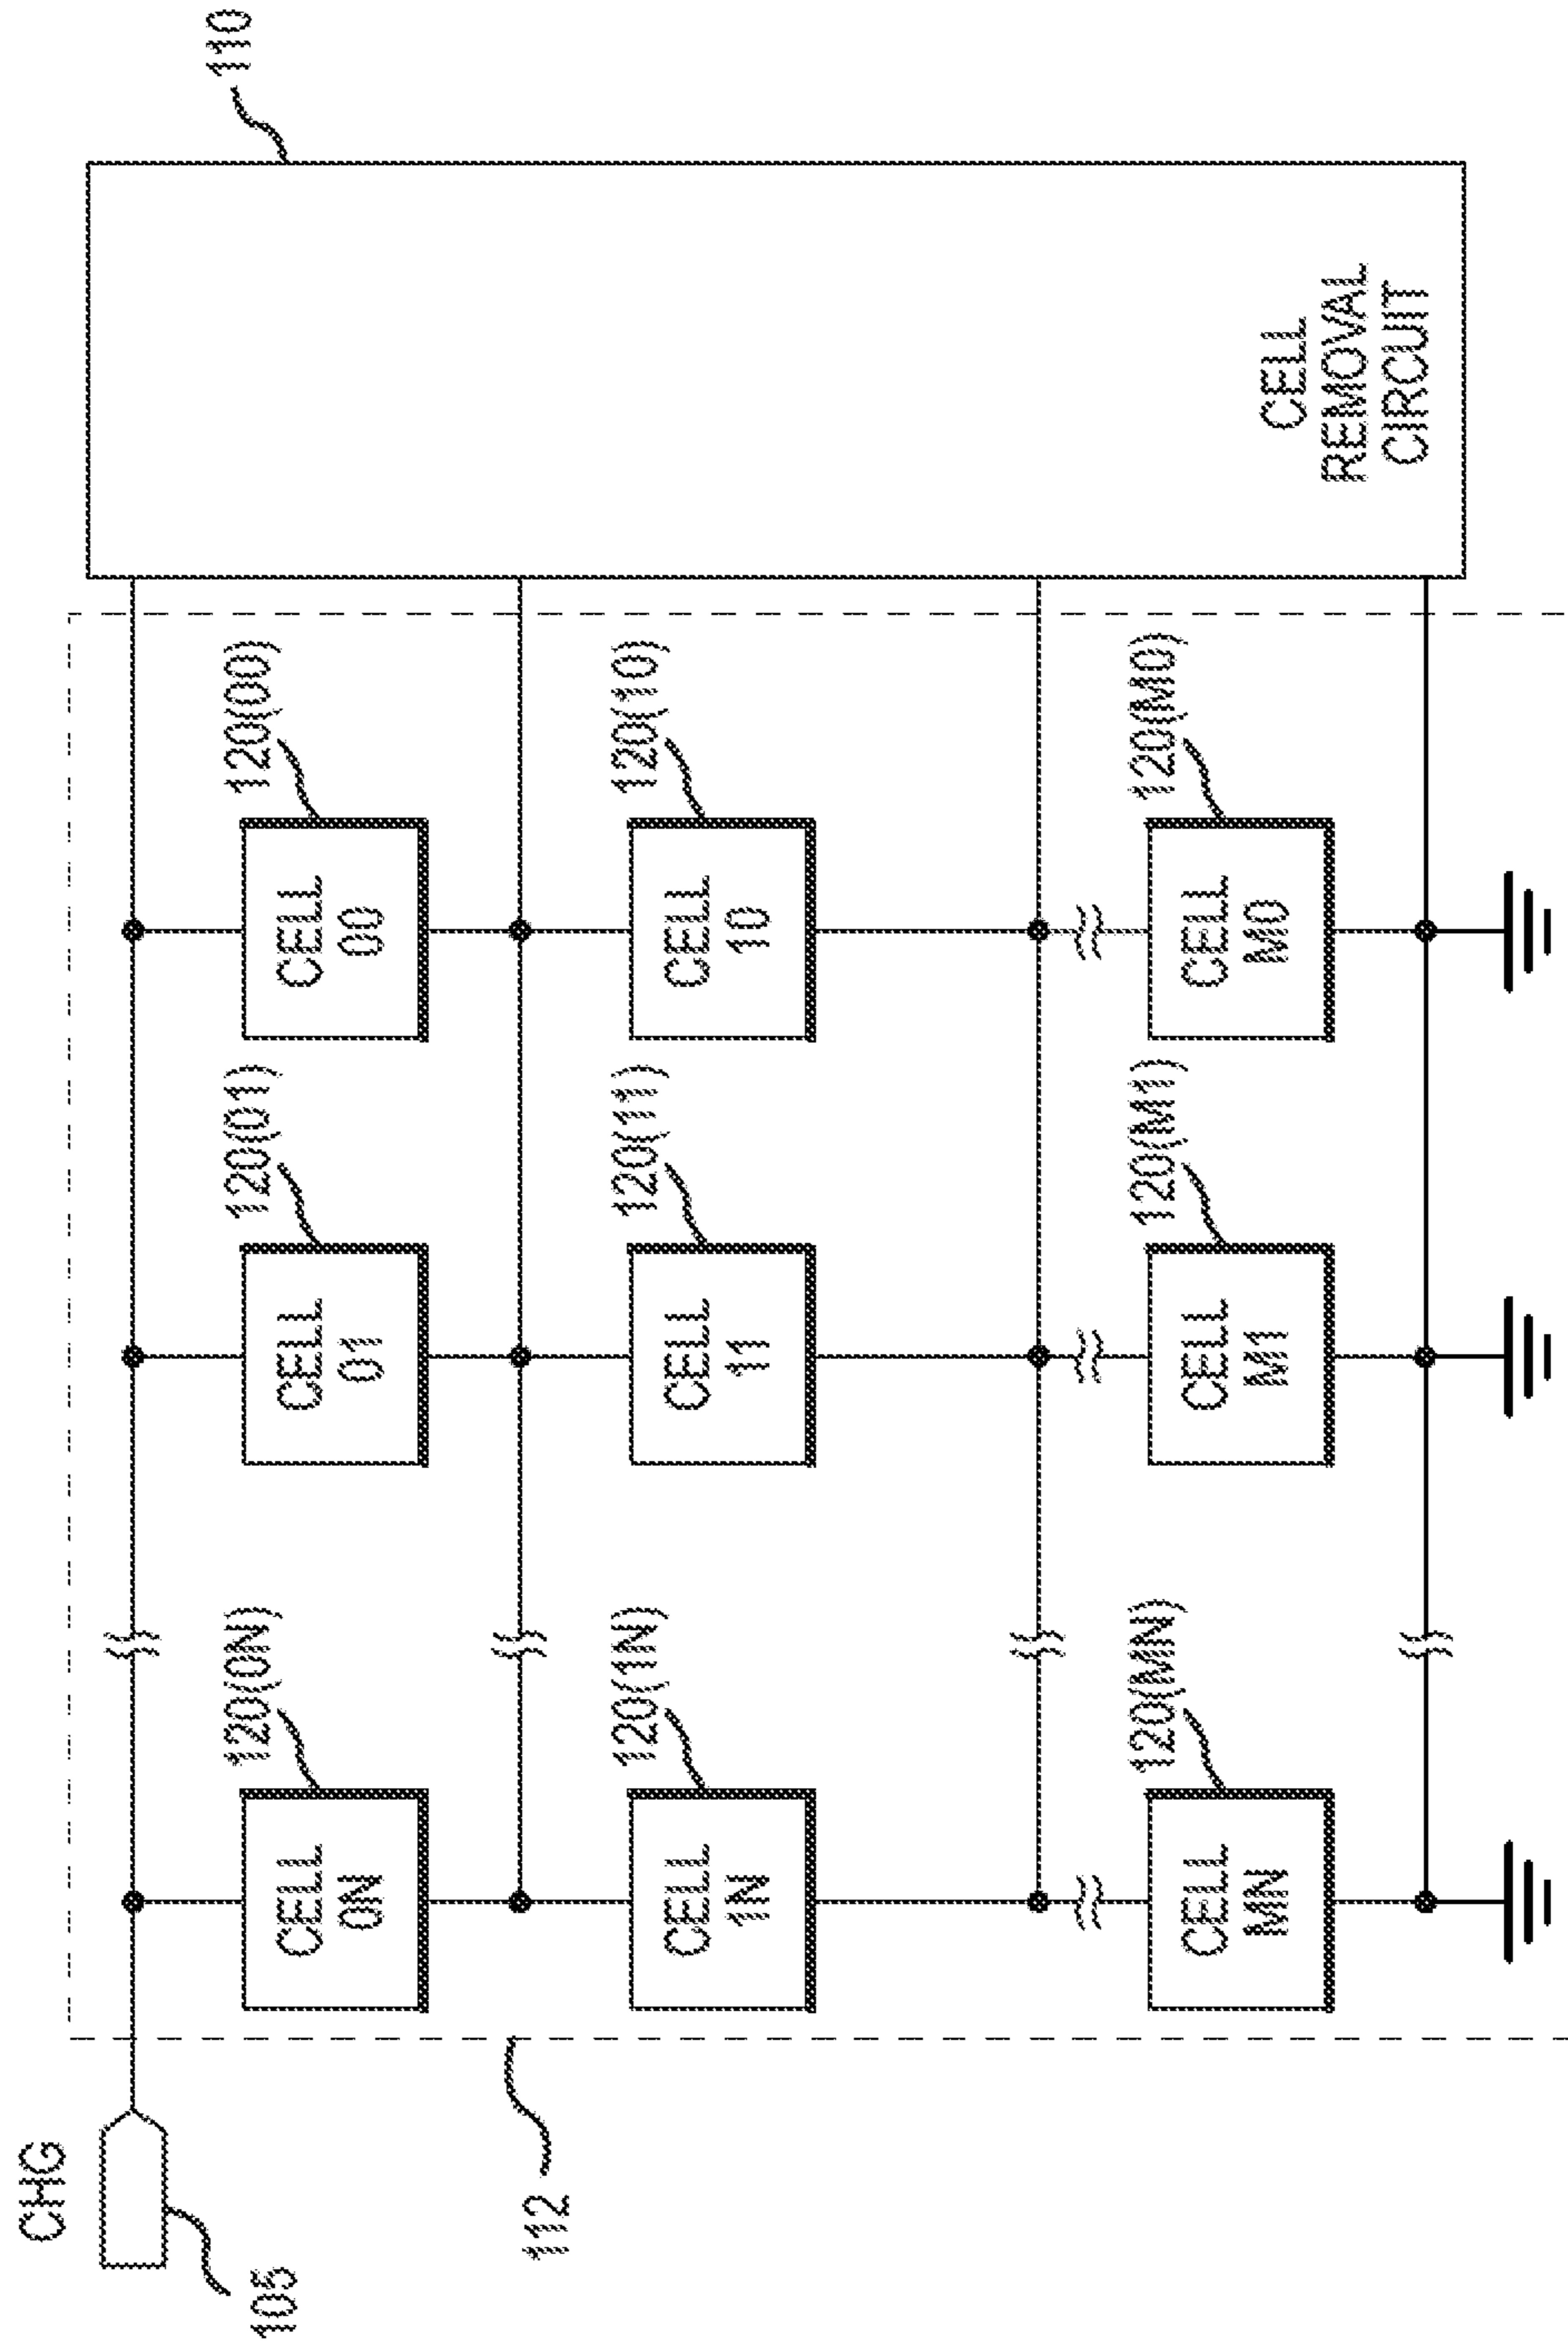 CHG
105
112
110
120(0N)
120(01)
120(00)
CELL
0N
CELL
01
CELL
00
120(1N)
120(11)
120(10)
CELL
1N
CELL
11
CELL
10
120(MN)
120(M1)
120(M0)
CELL
MN
CELL
M1
CELL
M0
CELL
REMOVAL
CIRCUIT